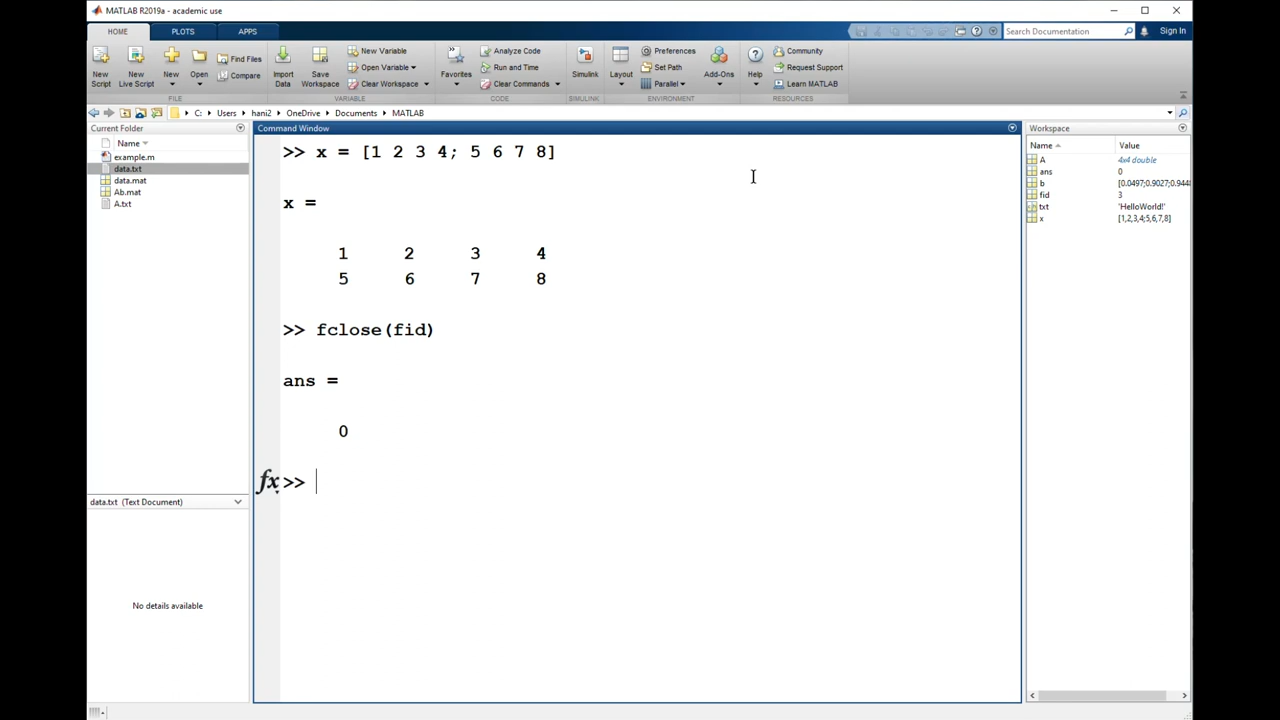 MATLAB R2019a - academic use
HOME PLOTS APPS
Search Documentation Sign In
New Script
New Live Script
New
Open
Find Files
Compare
Import Data
Save Workspace
New Variable
Open Variable
Clear Workspace
Favorites
Analyze Code
Run and Time
Clear Commands
Simulink
Layout
Preferences
Set Path
Parallel
Add-Ons
Help
Community
Request Support
Learn MATLAB
FILE VARIABLE CODE SIMULINK ENVIRONMENT RESOURCES
C: Users hani2 OneDrive Documents MATLAB
Current Folder
Name
example.m
data.txt
data.mat
Ab.mat
A.txt
data.txt (Text Document)
No details available
Command Window
>> x = [1 2 3 4; 5 6 7 8]
x =
1 2 3 4
5 6 7 8
>> fclose(fid)
ans =
0
fx >>
Workspace
Name Value
A 4x4 double
ans 0
b [0.0497;0.9027;0.944
fid 3
txt 'HelloWorld!'
x [1,2,3,4;5,6,7,8]